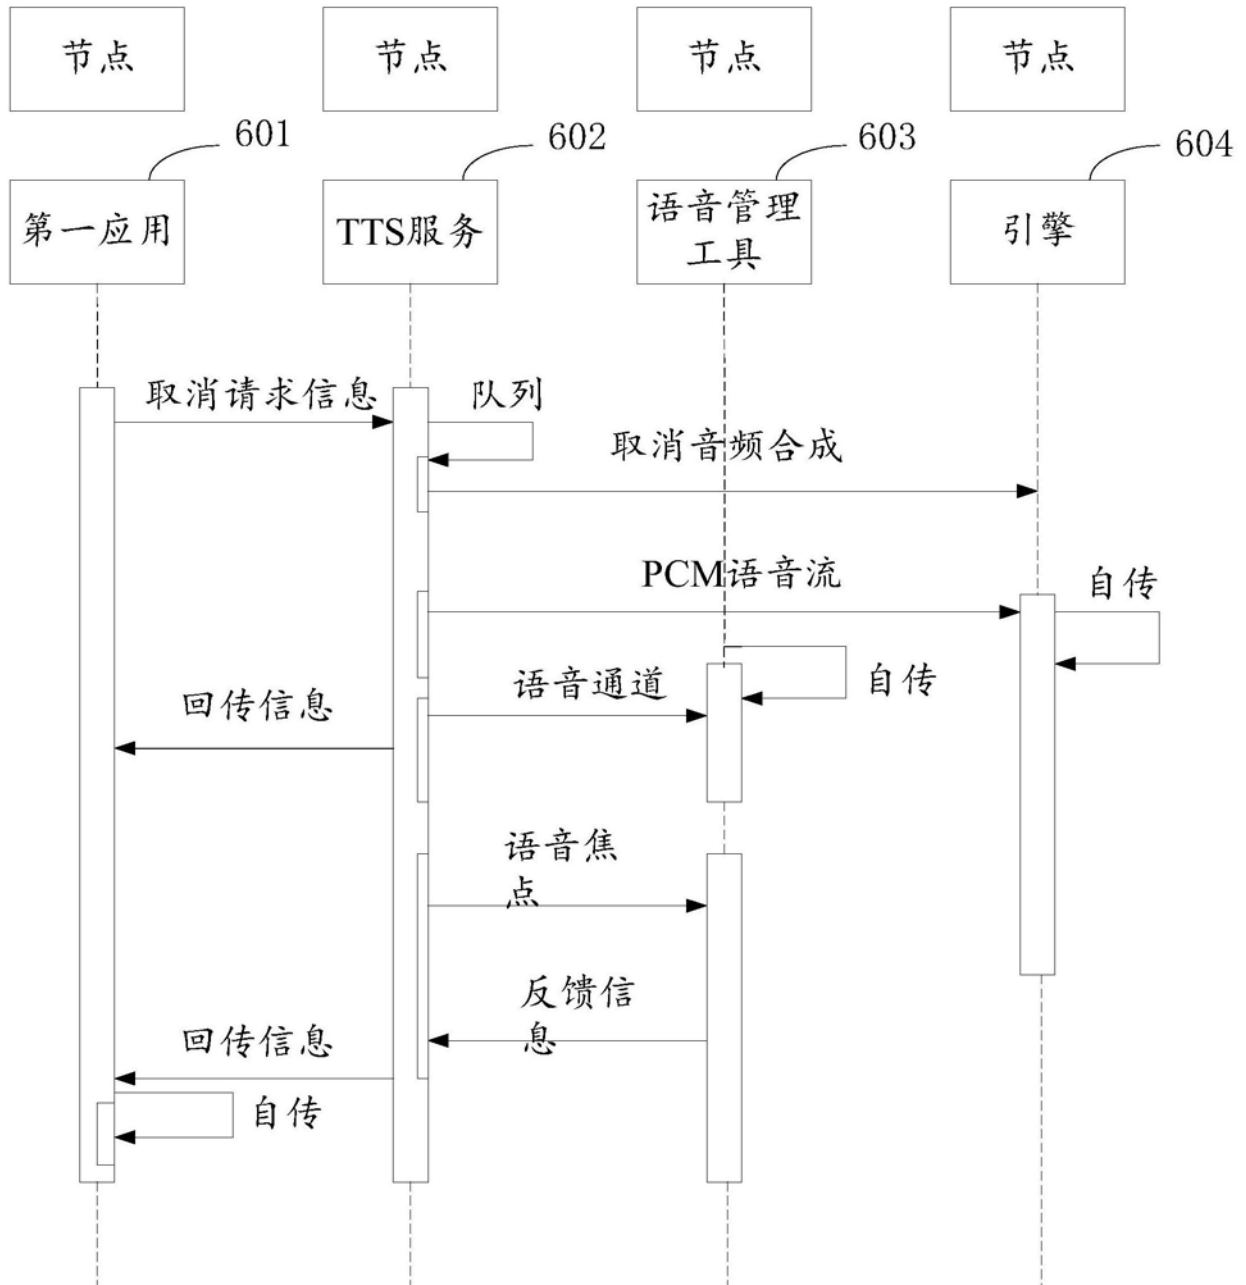 节点
节点
节点
节点
601
602
603
604
第一应用
TTS服务
语音管理
工具
引擎
取消请求信息
队列
取消音频合成
PCM语音流
自传
自传
语音通道
回传信息
语音焦
点
反馈信
息
回传信息
自传